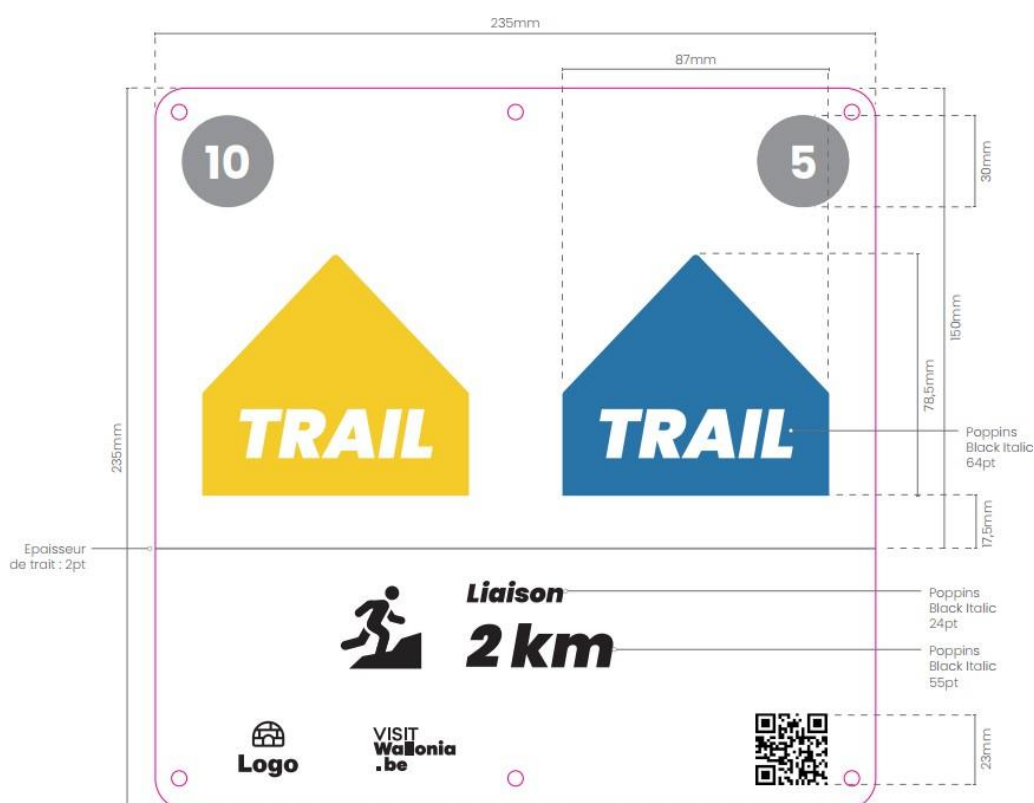 235mm
87mm
10
5
30mm
150mm
78,5mm
TRAIL
TRAIL
Poppins
Black Italic
64pt
235mm
17,5mm
Epaisseur
de trait : 2pt
Liaison
2 km
Poppins
Black Italic
24pt
Poppins
Black Italic
55pt
Logo
VISIT
Wallonia
.be
23mm